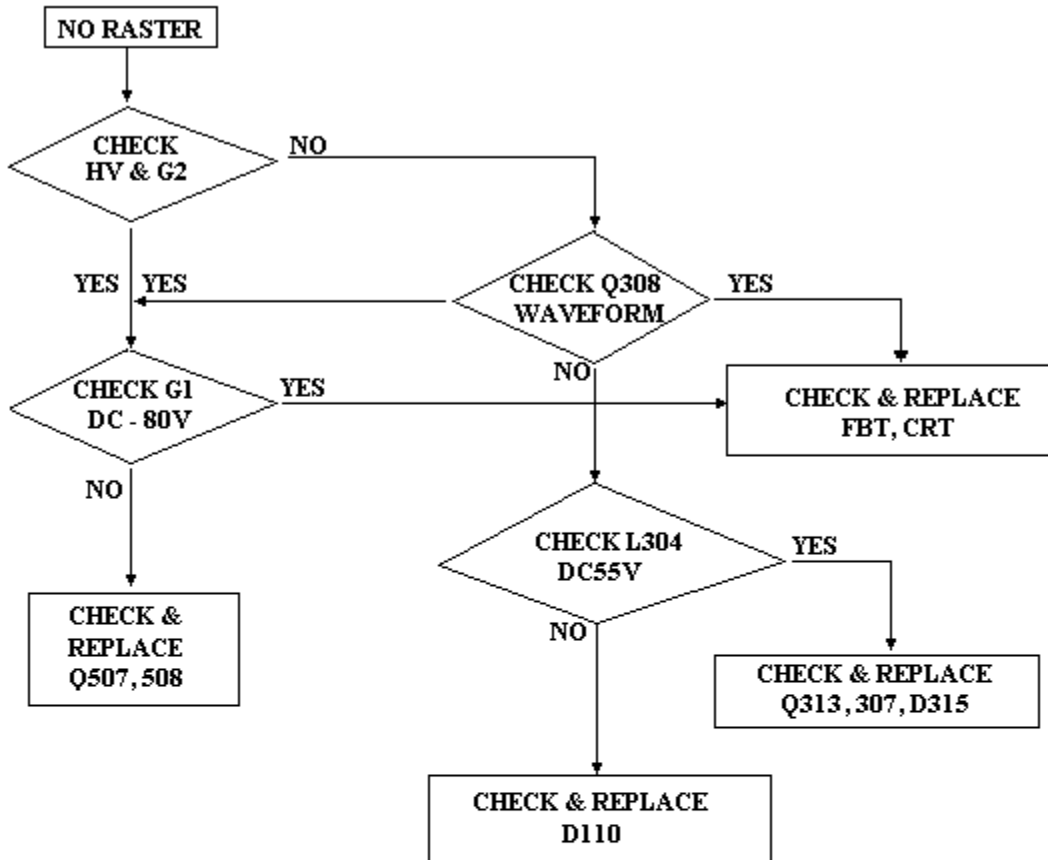 NO RASTER
CHECK
HV & G2
NO
YES
YES
CHECK Q308
WAVEFORM
YES
NO
CHECK G1
DC - 80V
YES
NO
CHECK & REPLACE
FBT, CRT
CHECK L304
DC55V
YES
NO
CHECK &
REPLACE
Q507, 508
CHECK & REPLACE
Q313, 307, D315
CHECK & REPLACE
D110